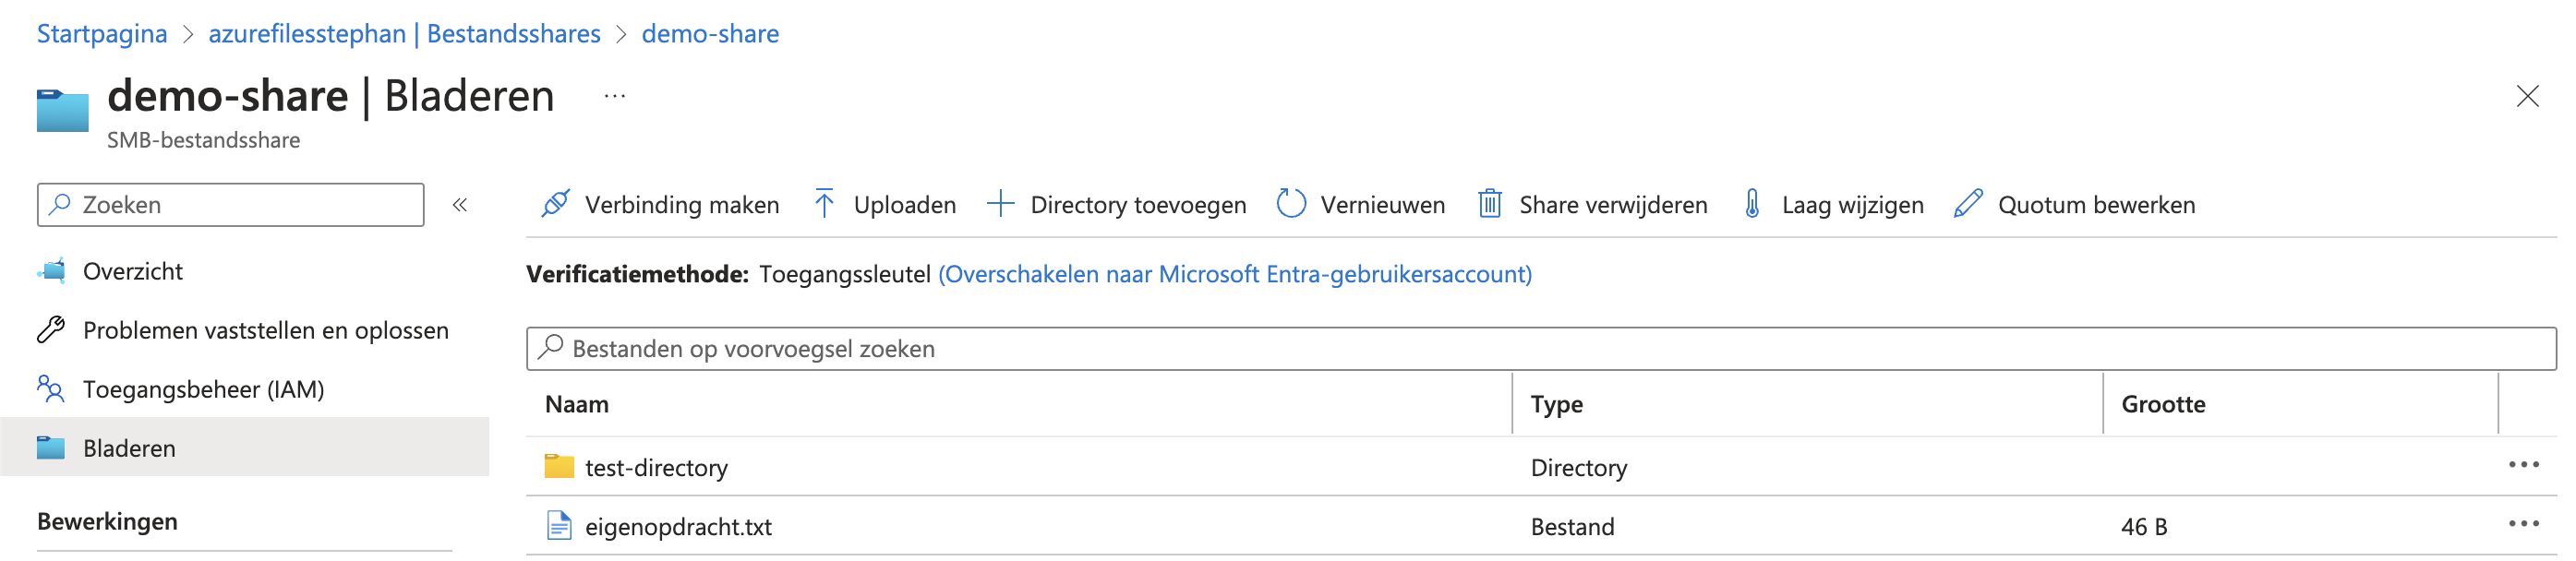 Startpagina > azurefilesstephan | Bestandsshares > demo-share
demo-share | Bladeren ...
SMB-bestandsshare
Zoeken «
Verbinding maken Uploaden Directory toevoegen Vernieuwen Share verwijderen Laag wijzigen Quotum bewerken
Overzicht
Verificatiemethode: Toegangssleutel (Overschakelen naar Microsoft Entra-gebruikersaccount)
Problemen vaststellen en oplossen
Bestanden op voorvoegsel zoeken
Toegangsbeheer (IAM)
Naam Type Grootte
Bladeren
test-directory Directory
Bewerkingen
eigenopdracht.txt Bestand 46 B